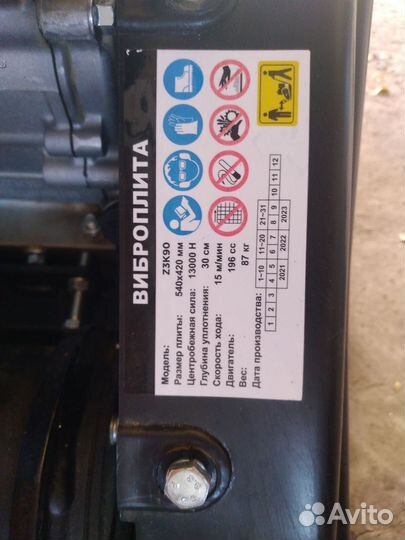 ВИБРОПЛИТА
Модель: Z3K90
Размер плиты: 540x420 мм
Центробежная сила: 13000 Н
Глубина уплотнения: 30 см
Скорость хода: 15 м/мин
Двигатель: 196 cc
Вес: 87 кг
Дата производства: 1~10 11~20 21~31
1 2 3 4 5 6 7 8 9 10 11 12
2021 2022 2023
Avito